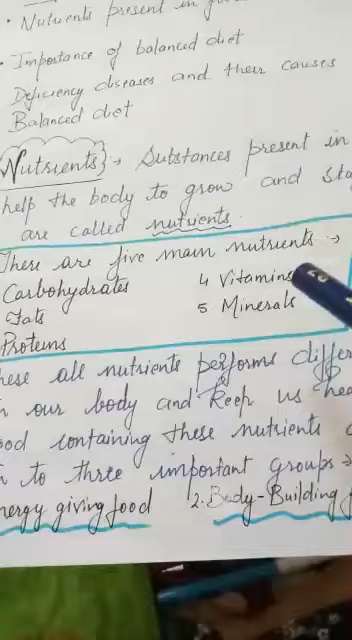 Nutrients present in
• Importance of balanced diet
Deficiency diseases and their causes
Balanced diet
Nutrients → Substances present in
help the body to grow and
are called nutrients.
There are five main nutrients :→
Carbohydrates 4 Vitamins
Fats 5 Minerals
Proteins
these all nutrients performs
our body and keep us
containing these nutrients
to three important groups →
energy giving food 2. Body-Building